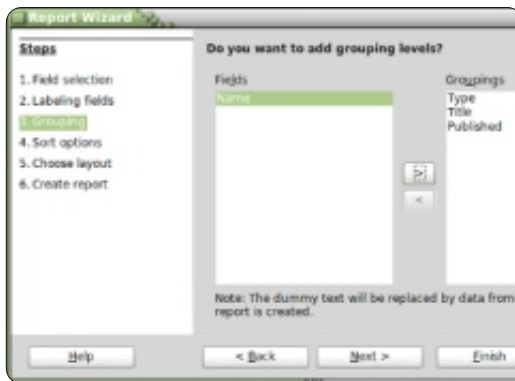 Report Wizard
Steps
1. Field selection
2. Labeling fields
3. Grouping
4. Sort options
5. Choose layout
6. Create report
Do you want to add grouping levels?
Fields
Name
Groupings
Type
Title
Published
>
<
Note: The dummy text will be replaced by data from
report is created.
Help
< Back
Next >
Finish